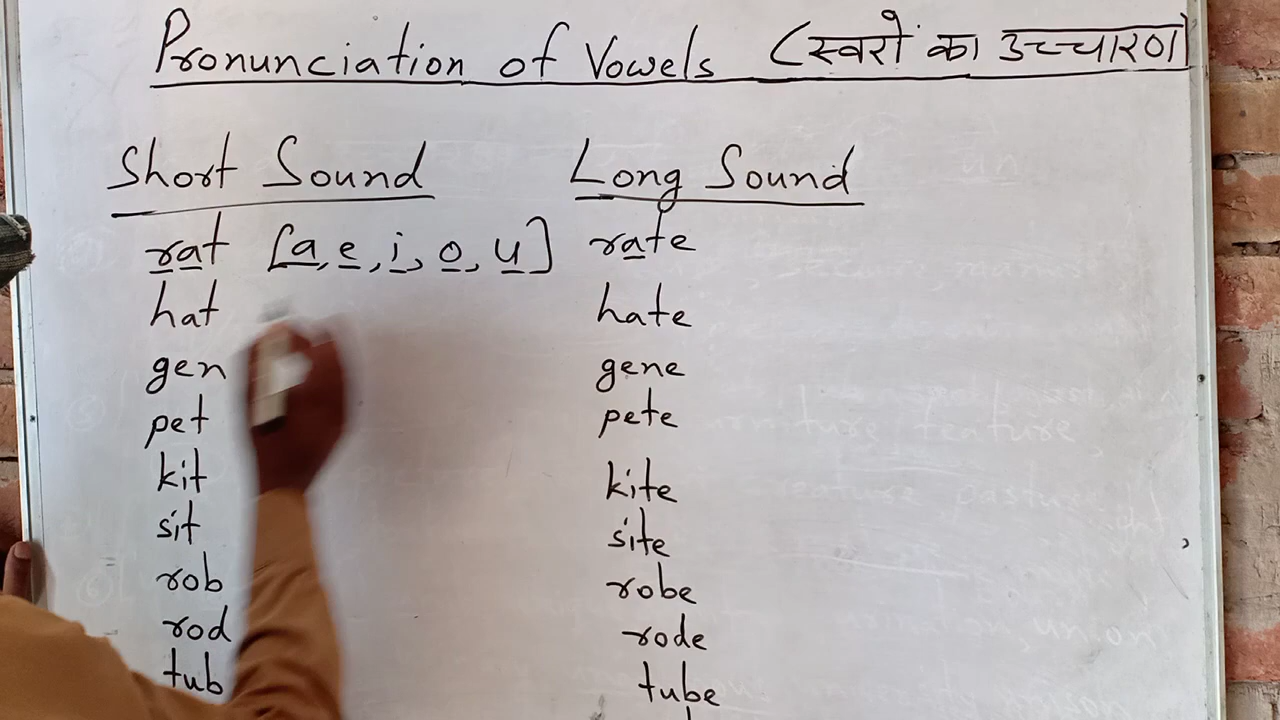 Pronunciation of Vowels (स्वरों का उच्चारण)
Short Sound Long Sound
rat [a, e, i, o, u] rate
hat hate
gen gene
pet pete
kit kite
sit site
rob robe
rod rode
tub tube